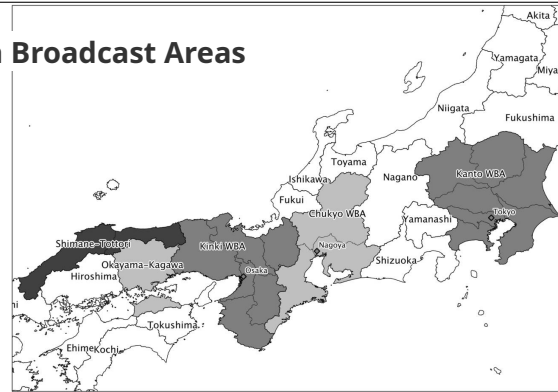 Broadcast Areas
Akita
Yamagata
Miya
Niigata
Fukushima
Toyama
Ishikawa
Nagano
Kanto WBA
Fukui
Chukyo WBA
Yamanashi
Tokyo
Shimane-Tottori
Kinki WBA
Nagoya
Shizuoka
Okayama-Kagawa
Osaka
Hiroshima
Tokushima
Ehime
Kochi